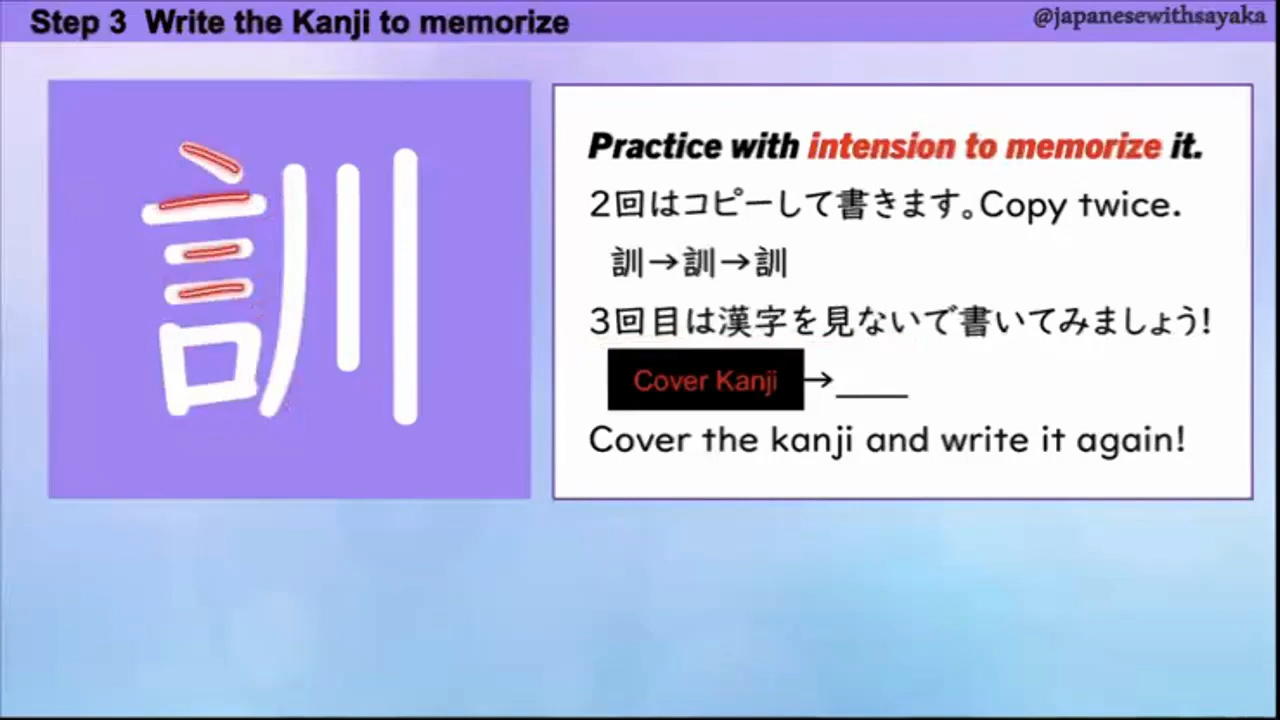 Step 3 Write the Kanji to memorize
@japanesewithsayaka
訓
Practice with intension to memorize it.
2回はコピーして書きます。Copy twice.
訓→訓→訓
3回目は漢字を見ないで書いてみましょう!
Cover Kanji→____
Cover the kanji and write it again!